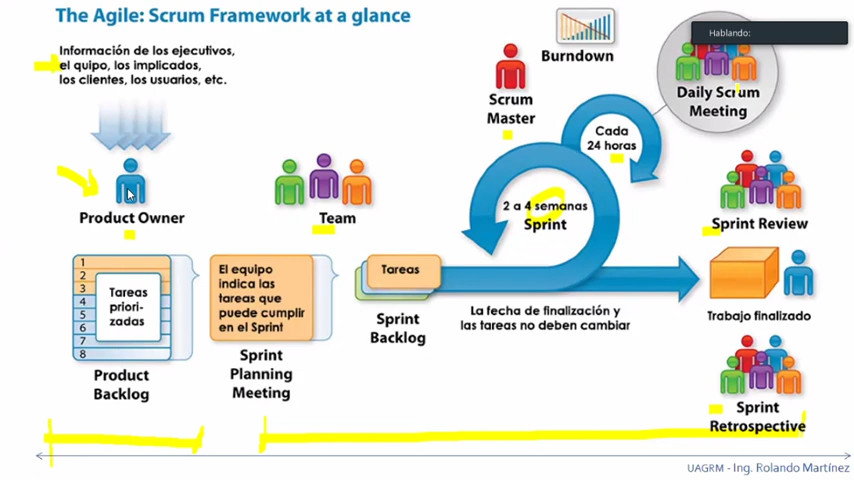 The Agile: Scrum Framework at a glance
Información de los ejecutivos,
el quipo, los implicados,
los clientes, los usuarios, etc.
Product Owner
Team
Scrum
Master
Burndown
Hablando:
Daily Scrum
Meeting
Cada
24 horas
2 a 4 semanas
Sprint
Sprint Review
1
2
3
4
5
6
7
8
Tareas
priori-
zadas
Product
Backlog
El equipo
indica las
tareas que
puede cumplir
en el Sprint
Sprint
Planning
Meeting
Tareas
Sprint
Backlog
La fecha de finalización y
las tareas no deben cambiar
Trabajo finalizado
Sprint
Retrospective
UAGRM - Ing. Rolando Martínez